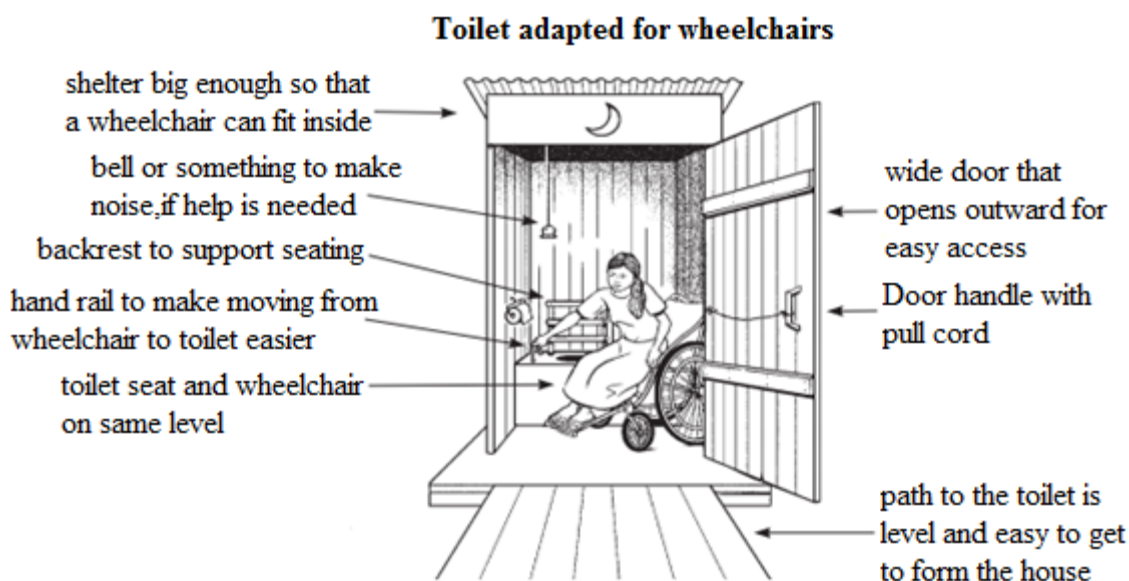 Toilet adapted for wheelchairs
shelter big enough so that
a wheelchair can fit inside
bell or something to make
noise,if help is needed
backrest to support seating
hand rail to make moving from
wheelchair to toilet easier
toilet seat and wheelchair
on same level
wide door that
opens outward for
easy access
Door handle with
pull cord
path to the toilet is
level and easy to get
to form the house